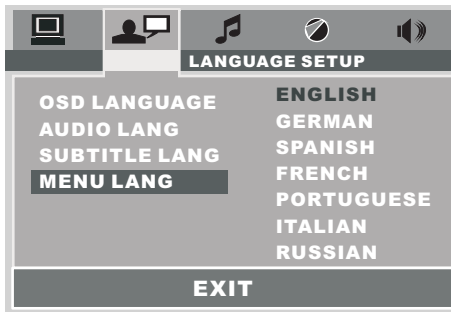 LANGUAGE SETUP
OSD LANGUAGE
AUDIO LANG
SUBTITLE LANG
MENU LANG
ENGLISH
GERMAN
SPANISH
FRENCH
PORTUGUESE
ITALIAN
RUSSIAN
EXIT